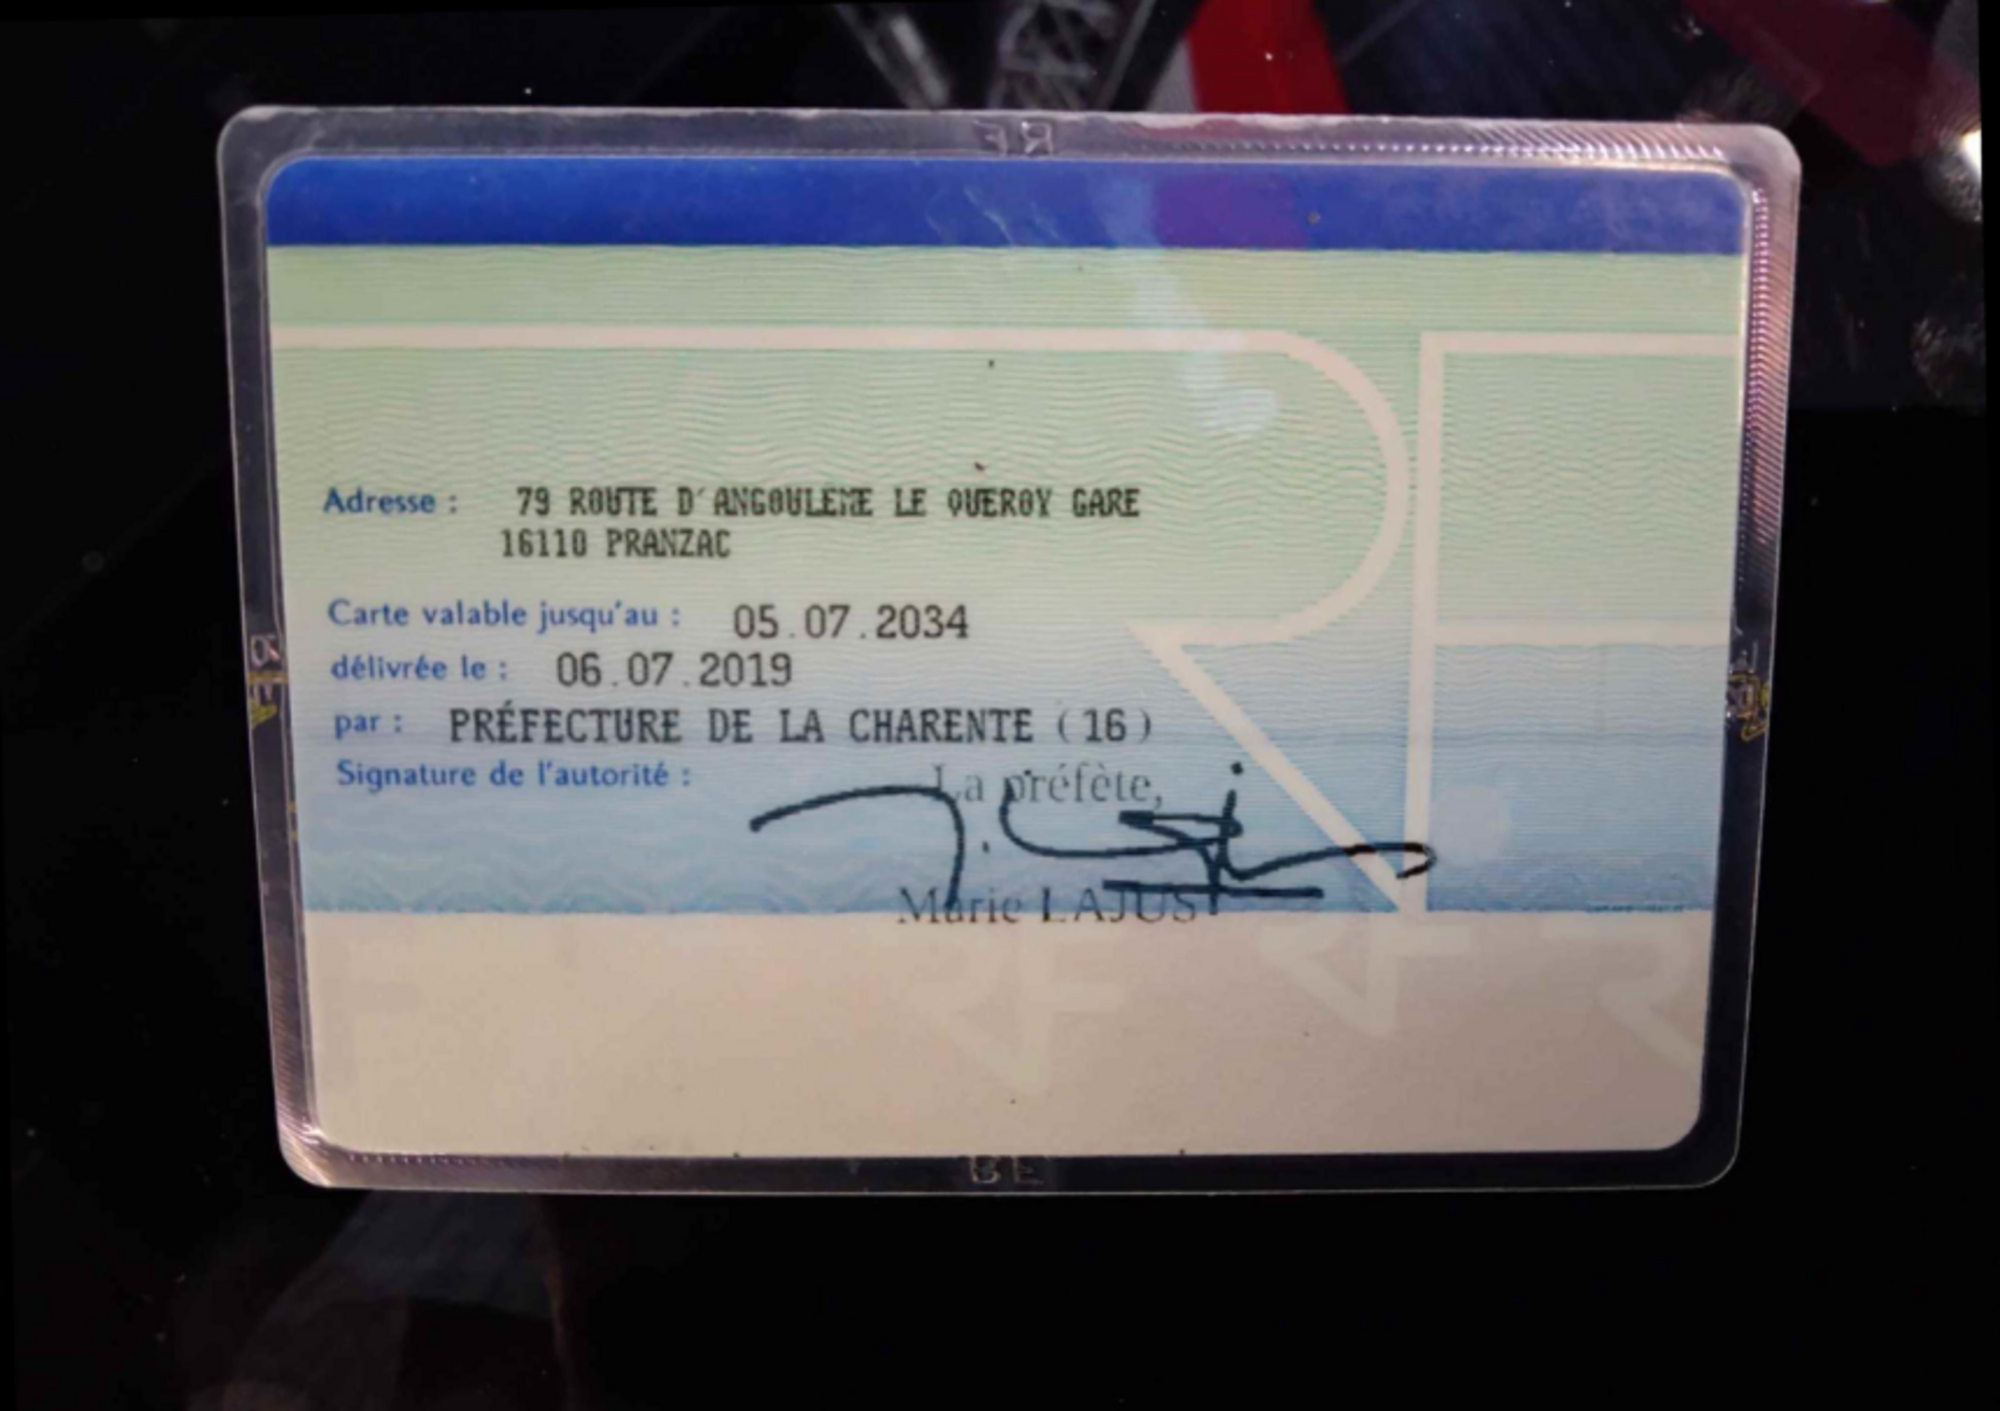 Adresse : 79 ROUTE D'ANGOULEME LE QUEROY GARE
16110 PRANZAC
Carte valable jusqu'au : 05.07.2034
délivrée le : 06.07.2019
par : PRÉFECTURE DE LA CHARENTE (16)
Signature de l'autorité :
La préfète,
Marie LAJUS